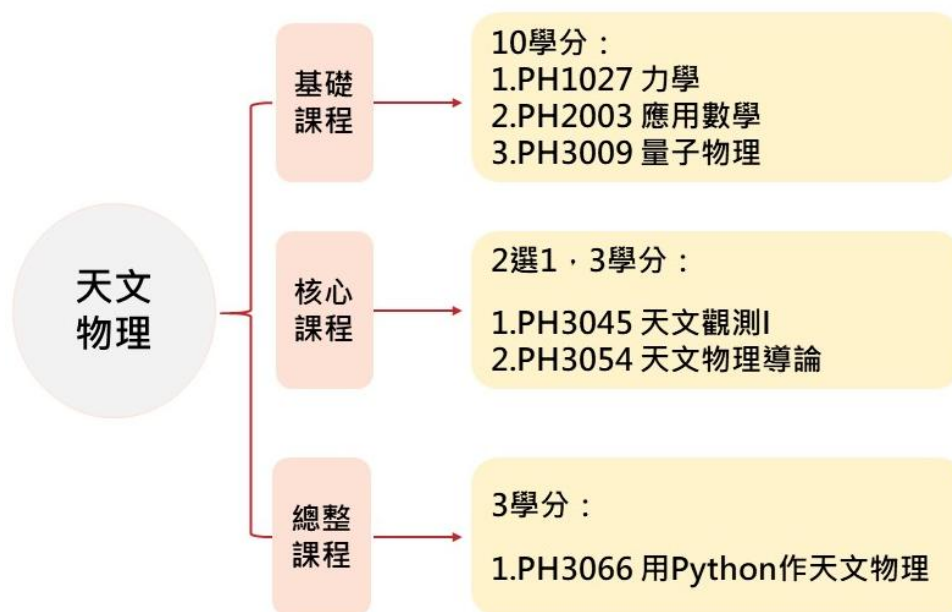 天文
物理
基礎
課程
10學分：
1.PH1027 力學
2.PH2003 應用數學
3.PH3009 量子物理
核心
課程
2選1，3學分：
1.PH3045 天文觀測I
2.PH3054 天文物理導論
總整
課程
3學分：
1.PH3066 用Python作天文物理